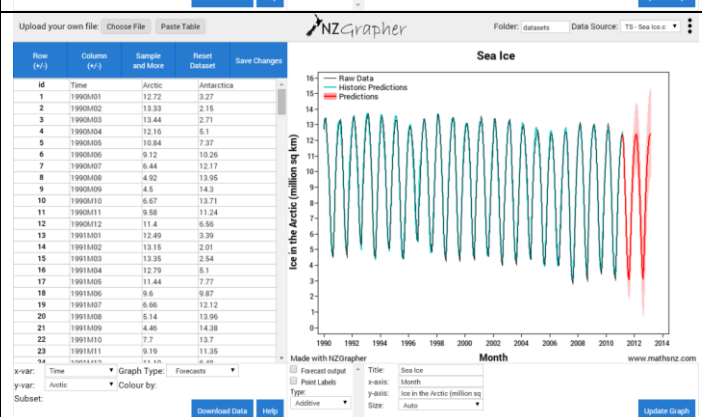 Upload your own file: Choose File Paste Table NZGrapher Folder: datasets Data Source: TS - Sea Ice.c
Row (+/-) Column (+/-) Sample and More Reset Dataset Save Changes
id Time Arctic Antarctica
1 1990M01 12.72 3.27
2 1990M02 13.33 2.15
3 1990M03 13.44 2.71
4 1990M04 12.16 5.1
5 1990M05 10.84 7.37
6 1990M06 9.12 10.26
7 1990M07 6.44 12.17
8 1990M08 4.92 13.95
9 1990M09 4.5 14.3
10 1990M10 6.67 13.71
11 1990M11 9.58 11.24
12 1990M12 11.4 6.56
13 1991M01 12.49 3.39
14 1991M02 13.15 2.01
15 1991M03 13.35 2.54
16 1991M04 12.79 5.1
17 1991M05 11.44 7.77
18 1991M06 9.6 9.87
19 1991M07 6.66 12.12
20 1991M08 5.14 13.96
21 1991M09 4.46 14.38
22 1991M10 7.7 13.7
23 1991M11 9.19 11.35
Sea Ice
Raw Data
Historic Predictions
Predictions
Ice in the Arctic (million sq km)
16
15
14
13
12
11
10
9
8
7
6
5
4
3
2
1
0
1990 1992 1994 1996 1998 2000 2002 2004 2006 2008 2010 2012 2014
Made with NZGrapher Month www.mathsnz.com
x-var: Time Graph Type: Forecasts
y-var: Arctic Colour by:
Subset:
Download Data Help
Forecast output
Point Labels
Type:
Additive
Title: Sea Ice
x-axis: Month
y-axis: Ice in the Arctic (million sq
Size: Auto
Update Graph